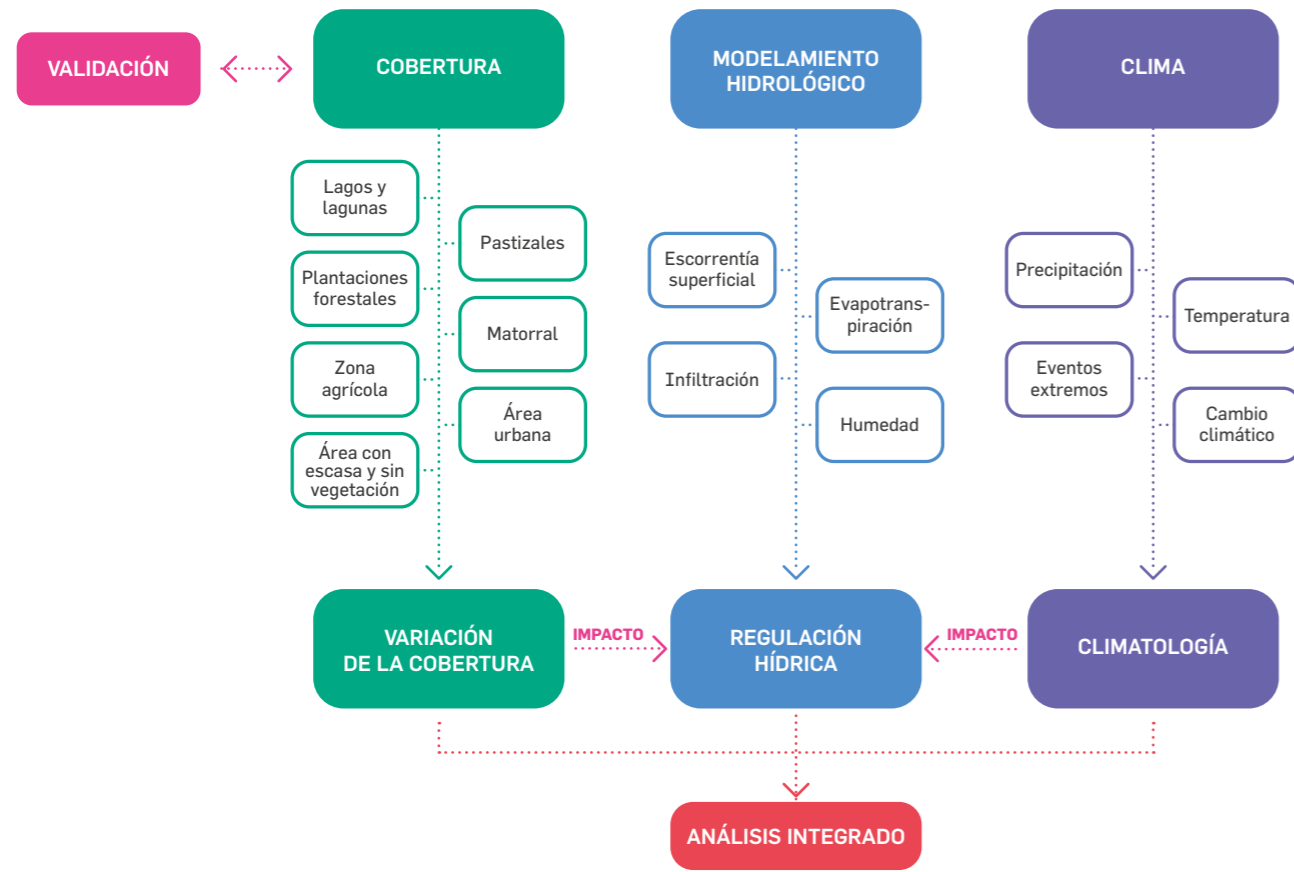 VALIDACIÓN
COBERTURA
MODELAMIENTO
HIDROLÓGICO
CLIMA
Lagos y
lagunas
Pastizales
Plantaciones
forestales
Matorral
Zona
agrícola
Área
urbana
Área con
escasa y sin
vegetación
Escorrentía
superficial
Evapotrans-
piración
Infiltración
Humedad
Precipitación
Temperatura
Eventos
extremos
Cambio
climático
VARIACIÓN
DE LA COBERTURA
IMPACTO
REGULACIÓN
HÍDRICA
IMPACTO
CLIMATOLOGÍA
ANÁLISIS INTEGRADO